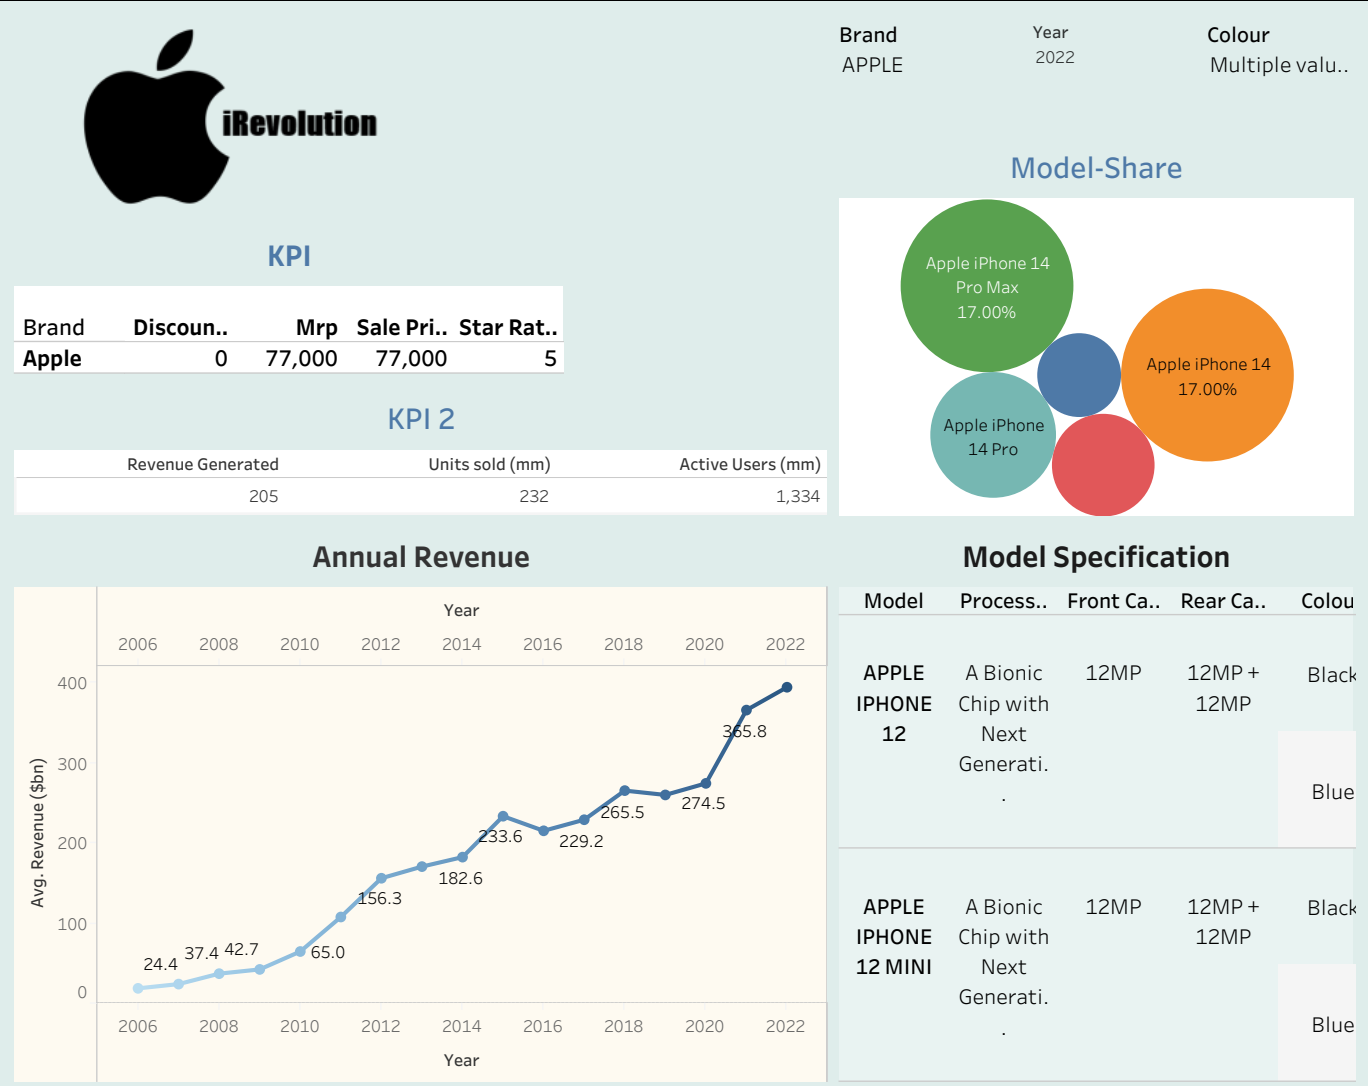 iRevolution
Brand
APPLE
Year
2022
Colour
Multiple valu..
KPI
Brand Discoun.. Mrp Sale Pri.. Star Rat..
Apple 0 77,000 77,000 5
KPI 2
Revenue Generated Units sold (mm) Active Users (mm)
205 232 1,334
Model-Share
Apple iPhone 14
Pro Max
17.00%
Apple iPhone 14
17.00%
Apple iPhone
14 Pro
Annual Revenue
Year
2006 2008 2010 2012 2014 2016 2018 2020 2022
Avg. Revenue ($bn)
400
300
200
100
0
24.4
37.4
42.7
65.0
156.3
182.6
233.6
229.2
265.5
274.5
365.8
2006 2008 2010 2012 2014 2016 2018 2020 2022
Year
Model Specification
Model Process.. Front Ca.. Rear Ca.. Colou
APPLE
IPHONE
12
A Bionic
Chip with
Next
Generati.
.
12MP
12MP +
12MP
Black
Blue
APPLE
IPHONE
12 MINI
A Bionic
Chip with
Next
Generati.
.
12MP
12MP +
12MP
Black
Blue